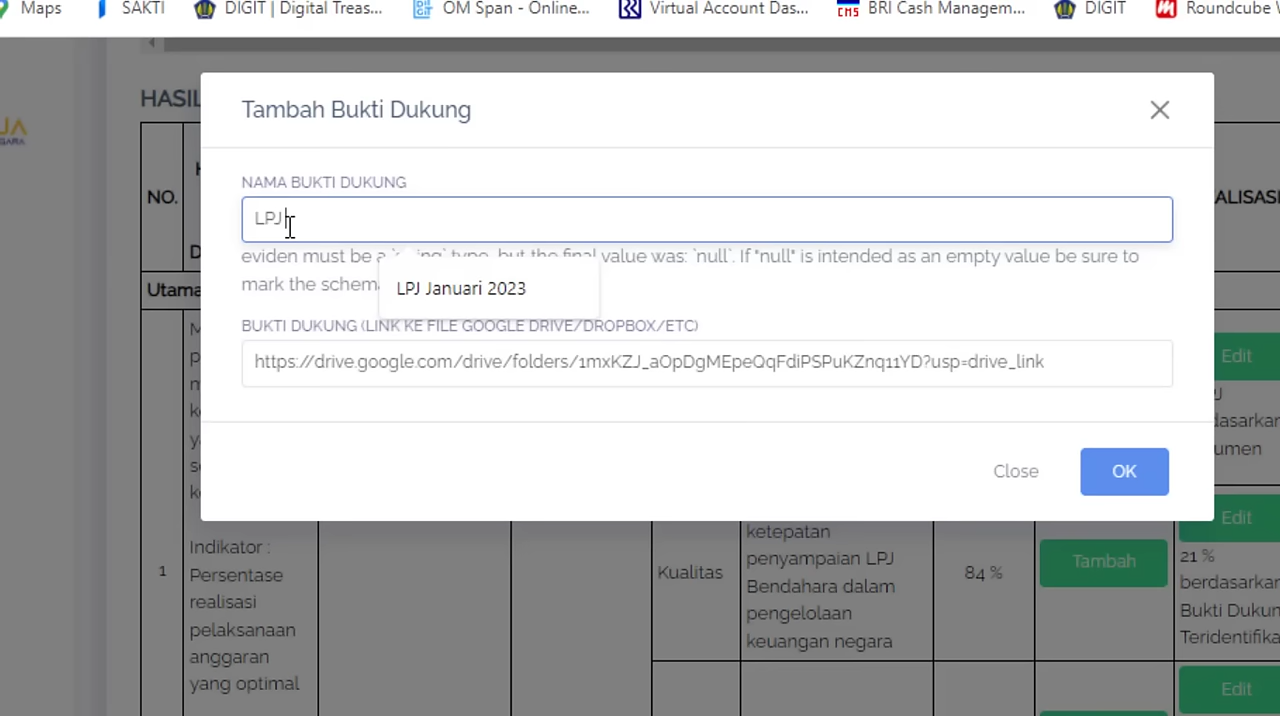 Maps SAKTI DIGIT | Digital Treas... OM Span - Online... Virtual Account Das... BRI Cash Managem... DIGIT Roundcube
HASIL
Tambah Bukti Dukung
NO.
NAMA BUKTI DUKUNG
LPJ
eviden must be a type, but the final value was: `null`. If "null" is intended as an empty value be sure to
mark the schema
LPJ Januari 2023
Utama
BUKTI DUKUNG (LINK KE FILE GOOGLE DRIVE/DROPBOX/ETC)
https://drive.google.com/drive/folders/1mxKZJ_aOpDgMEpeQqFdiPSPuKZnq11YD?usp=drive_link
Edit
Close OK
Indikator :
Persentase
realisasi
pelaksanaan
anggaran
yang optimal
1
Kualitas
ketepatan
penyampaian LPJ
Bendahara dalam
pengelolaan
keuangan negara
84 %
Tambah
Edit
21 %
berdasarkan
Bukti Dukun
Teridentifika
Edit